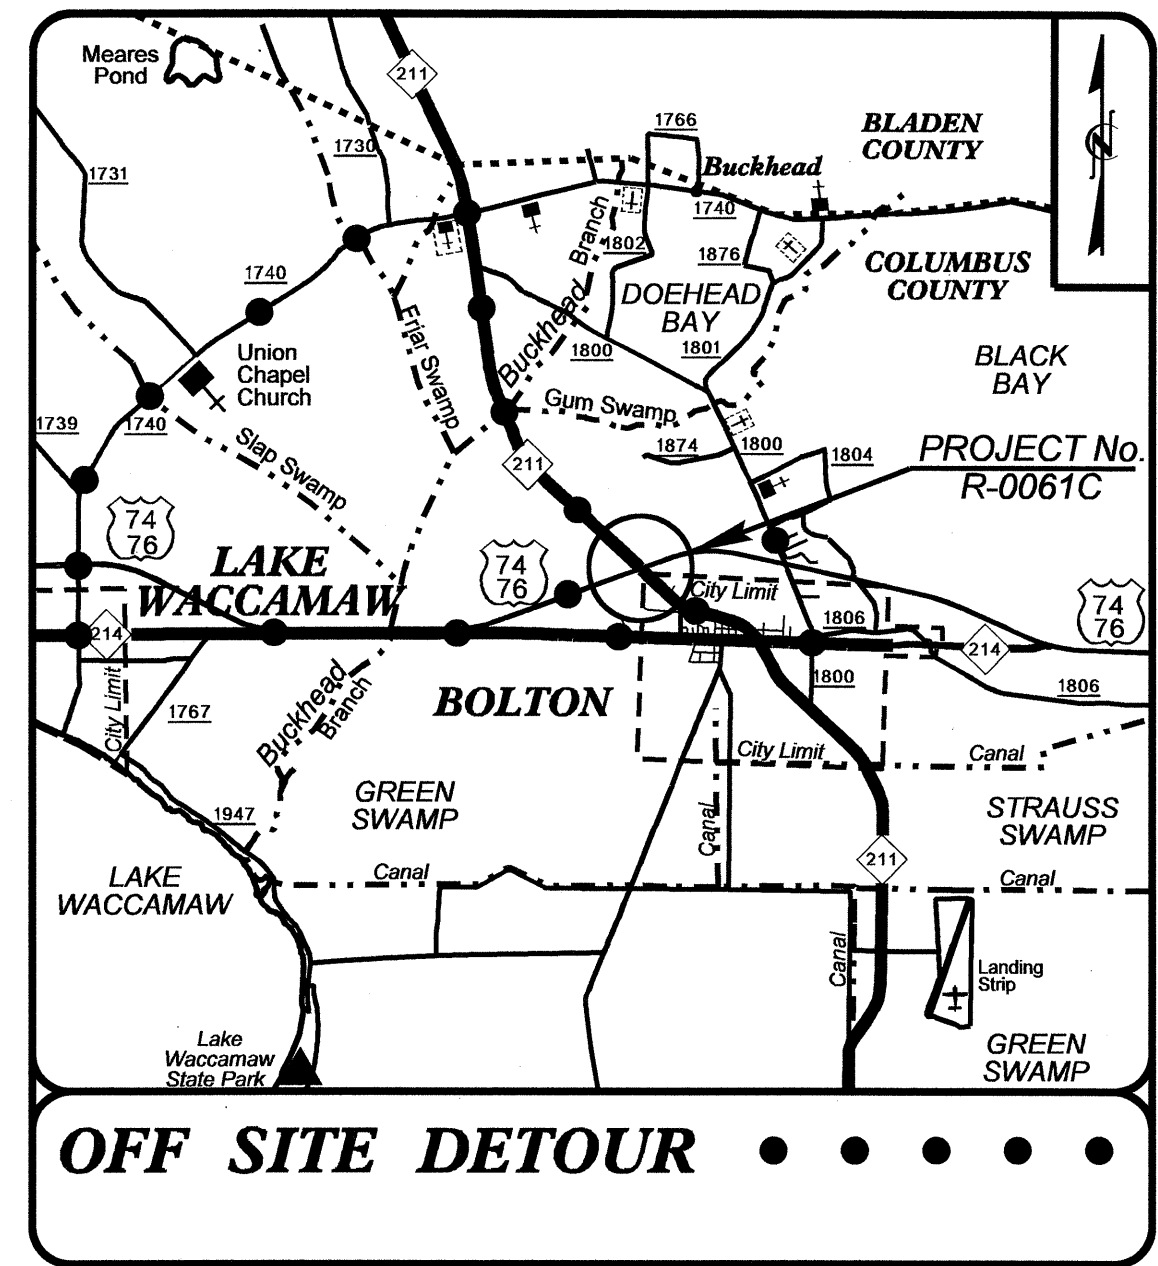 Meares
Pond
211
1730
1766
BLADEN
COUNTY
N
1731
Buckhead
1740
Branch
1802
1876
COLUMBUS
COUNTY
1740
DOEHEAD
BAY
Friar Swamp
Buckhead
1800
1801
BLACK
BAY
Union
Chapel
Church
Gum Swamp
1739
1740
Slap Swamp
1874
1800
1804
211
PROJECT No.
R-0061C
74
76
74
76
LAKE
WACCAMAW
City Limit
74
76
214
1806
214
City Limit
1767
Buckhead
Branch
BOLTON
1800
1806
City Limit
Canal
GREEN
SWAMP
1947
Canal
STRAUSS
SWAMP
211
LAKE
WACCAMAW
Canal
Canal
Canal
Landing
Strip
Lake
Waccamaw
State Park
GREEN
SWAMP
OFF SITE DETOUR